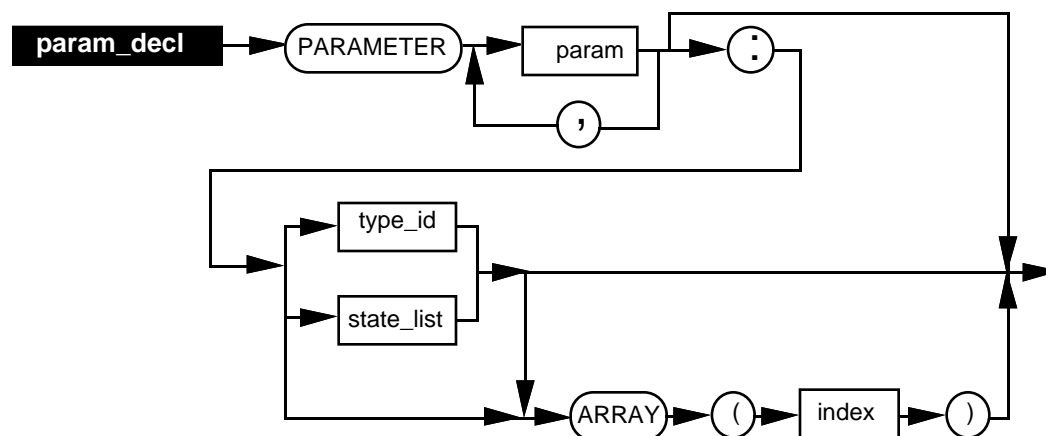 param_decl
PARAMETER
param
:
,
type_id
state_list
ARRAY
(
index
)